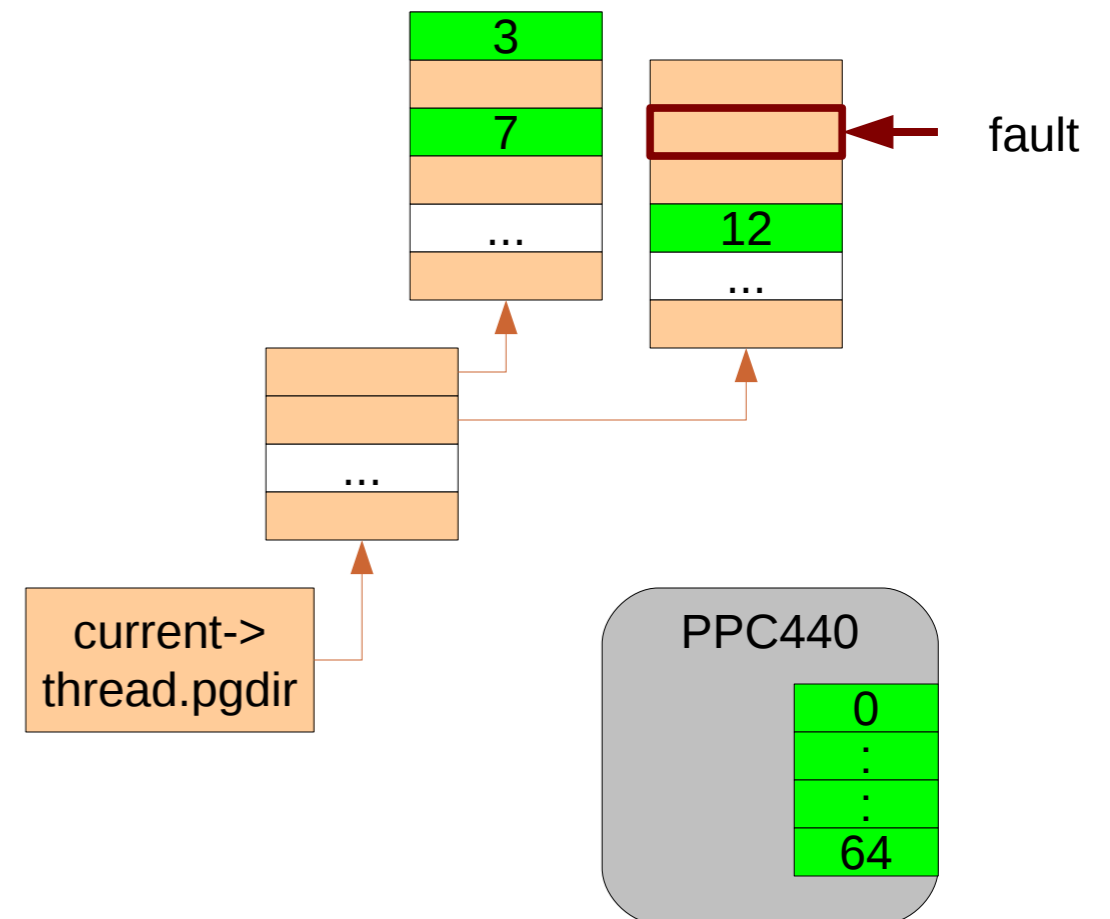 3
7
...
fault
12
...
...
current->
thread.pgdir
PPC440
0
:
:
64